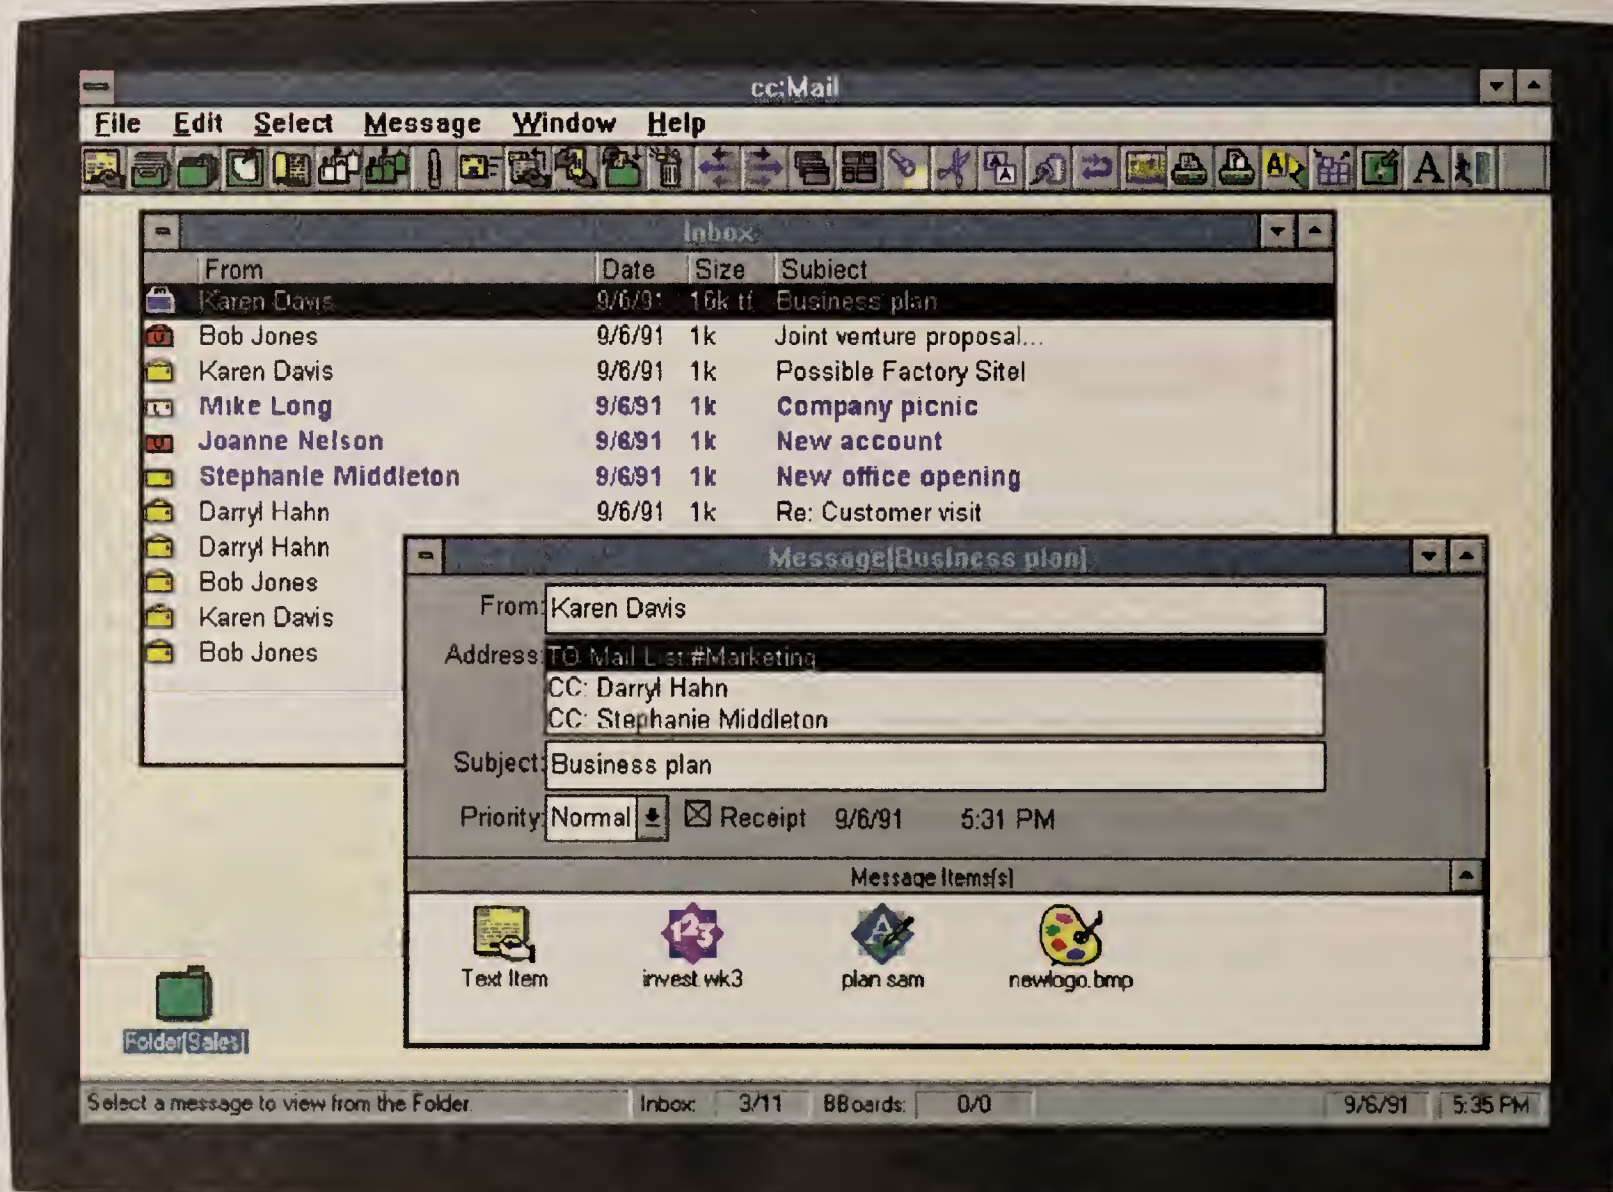 cc:Mail
File Edit Select Message Window Help
Inbox
From Date Size Subject
Karen Davis 9/6/91 16k Business plan
Bob Jones 9/6/91 1k Joint venture proposal...
Karen Davis 9/6/91 1k Possible Factory Site!
Mike Long 9/6/91 1k Company picnic
Joanne Nelson 9/6/91 1k New account
Stephanie Middleton 9/6/91 1k New office opening
Darryl Hahn 9/6/91 1k Re: Customer visit
Darryl Hahn
Bob Jones
Karen Davis
Bob Jones
Message[Business plan]
From: Karen Davis
Address: TO: Mail List:#Marketing
CC: Darryl Hahn
CC: Stephanie Middleton
Subject: Business plan
Priority: Normal Receipt 9/6/91 5:31 PM
Message Items(s)
Text Item invest.wk3 plan.sam newlogo.bmp
Folder[Sales]
Select a message to view from the Folder. Inbox: 3/11 BBoards: 0/0 9/6/91 5:35 PM